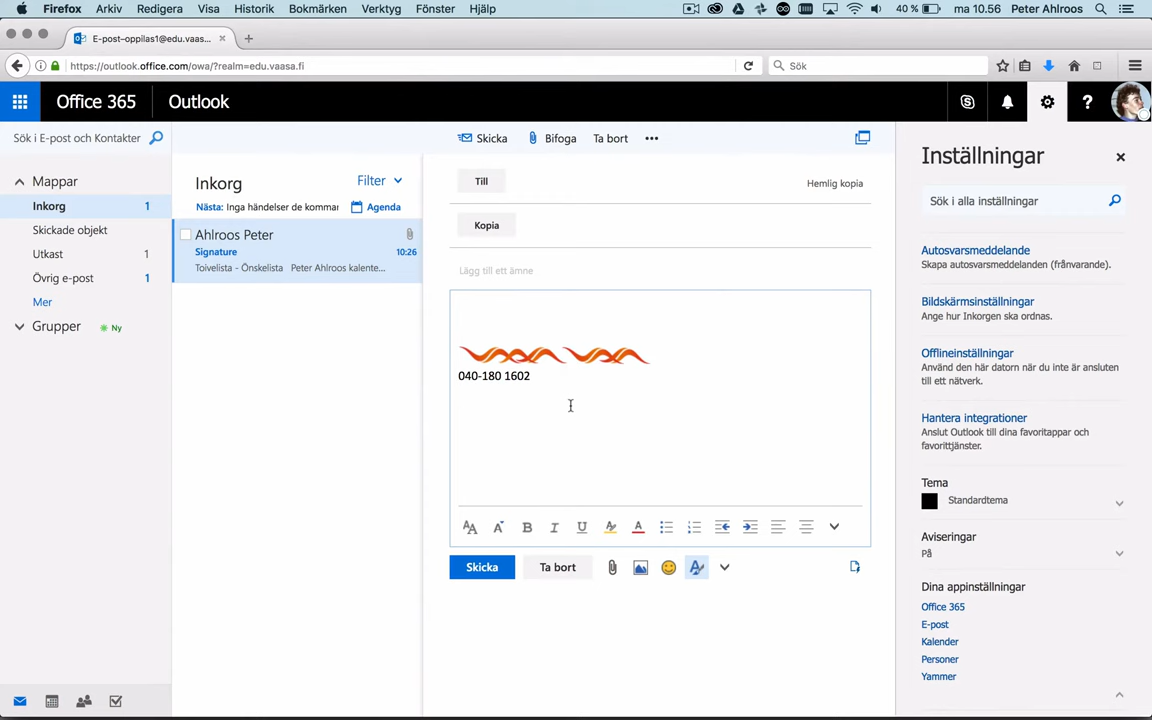 Firefox Arkiv Redigera Visa Historik Bokmärken Verktyg Fönster Hjälp 40 % ma 10.56 Peter Ahlroos
E-post–oppilas1@edu.vaas...
https://outlook.office.com/owa/?realm=edu.vaasa.fi
Sök
Office 365 Outlook
Sök i E-post och Kontakter
Mappar
Inkorg 1
Skickade objekt
Utkast 1
Övrig e-post 1
Mer
Grupper Ny
Inkorg
Filter
Nästa: Inga händelser de kommar
Agenda
Ahlroos Peter
Signature 10:26
Toivelista - Önskelista Peter Ahlroos kalente...
Skicka Bifoga Ta bort •••
Till
Hemlig kopia
Kopia
Lägg till ett ämne
040-180 1602
Skicka Ta bort
Inställningar
Sök i alla inställningar
Autosvarsmeddelande
Skapa autosvarsmeddelanden (frånvarande).
Bildskärmsinställningar
Ange hur Inkorgen ska ordnas.
Offlineinställningar
Använd den här datorn när du inte är ansluten
till ett nätverk.
Hantera integrationer
Anslut Outlook till dina favoritappar och
favorittjänster.
Tema
Standardtema
Aviseringar
På
Dina appinställningar
Office 365
E-post
Kalender
Personer
Yammer